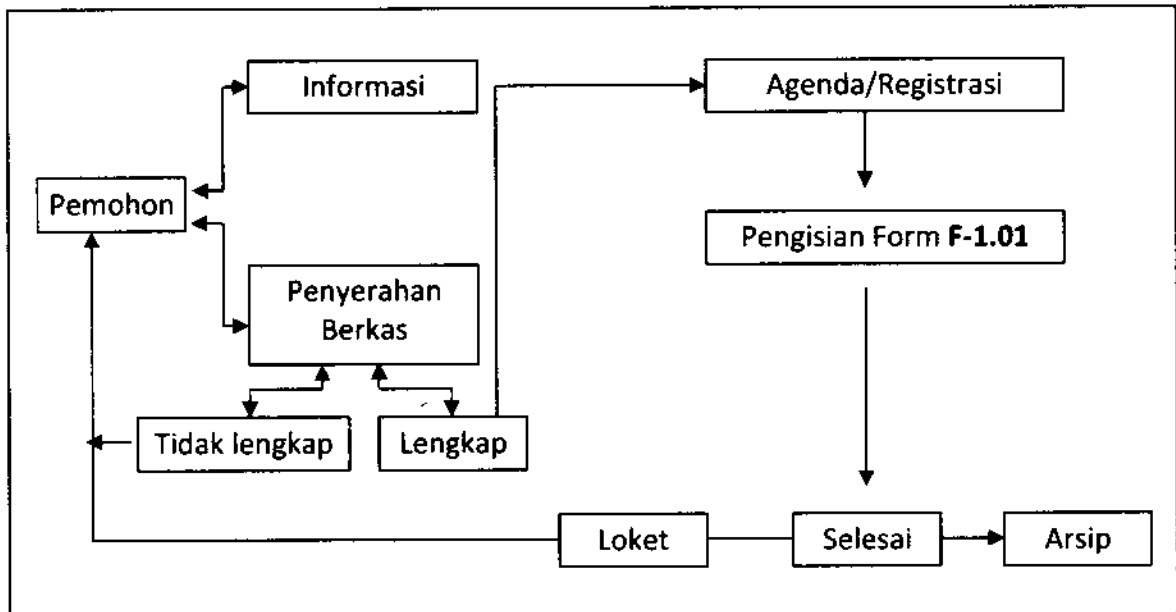 Informasi
Agenda/Registrasi
Pemohon
Pengisian Form F-1.01
Penyerahan
Berkas
Tidak lengkap
Lengkap
Loket
Selesai
Arsip